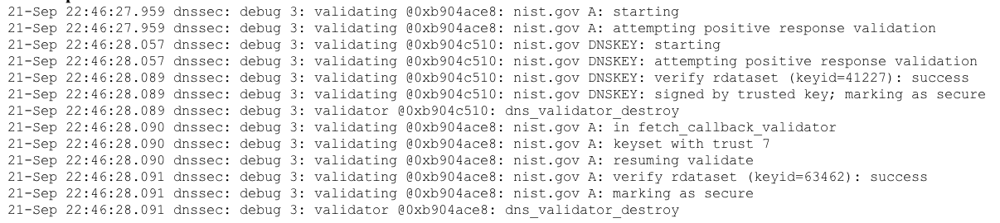 21-Sep 22:46:27.959 dnssec: debug 3: validating @0xb904ace8: nist.gov A: starting
21-Sep 22:46:27.959 dnssec: debug 3: validating @0xb904ace8: nist.gov A: attempting positive response validation
21-Sep 22:46:28.057 dnssec: debug 3: validating @0xb904c510: nist.gov DNSKEY: starting
21-Sep 22:46:28.057 dnssec: debug 3: validating @0xb904c510: nist.gov DNSKEY: attempting positive response validation
21-Sep 22:46:28.089 dnssec: debug 3: validating @0xb904c510: nist.gov DNSKEY: verify rdataset (keyid=41227): success
21-Sep 22:46:28.089 dnssec: debug 3: validating @0xb904c510: nist.gov DNSKEY: signed by trusted key; marking as secure
21-Sep 22:46:28.089 dnssec: debug 3: validator @0xb904c510: dns_validator_destroy
21-Sep 22:46:28.090 dnssec: debug 3: validating @0xb904ace8: nist.gov A: in fetch_callback_validator
21-Sep 22:46:28.090 dnssec: debug 3: validating @0xb904ace8: nist.gov A: keyset with trust 7
21-Sep 22:46:28.090 dnssec: debug 3: validating @0xb904ace8: nist.gov A: resuming validate
21-Sep 22:46:28.091 dnssec: debug 3: validating @0xb904ace8: nist.gov A: verify rdataset (keyid=63462): success
21-Sep 22:46:28.091 dnssec: debug 3: validating @0xb904ace8: nist.gov A: marking as secure
21-Sep 22:46:28.091 dnssec: debug 3: validator @0xb904ace8: dns_validator_destroy